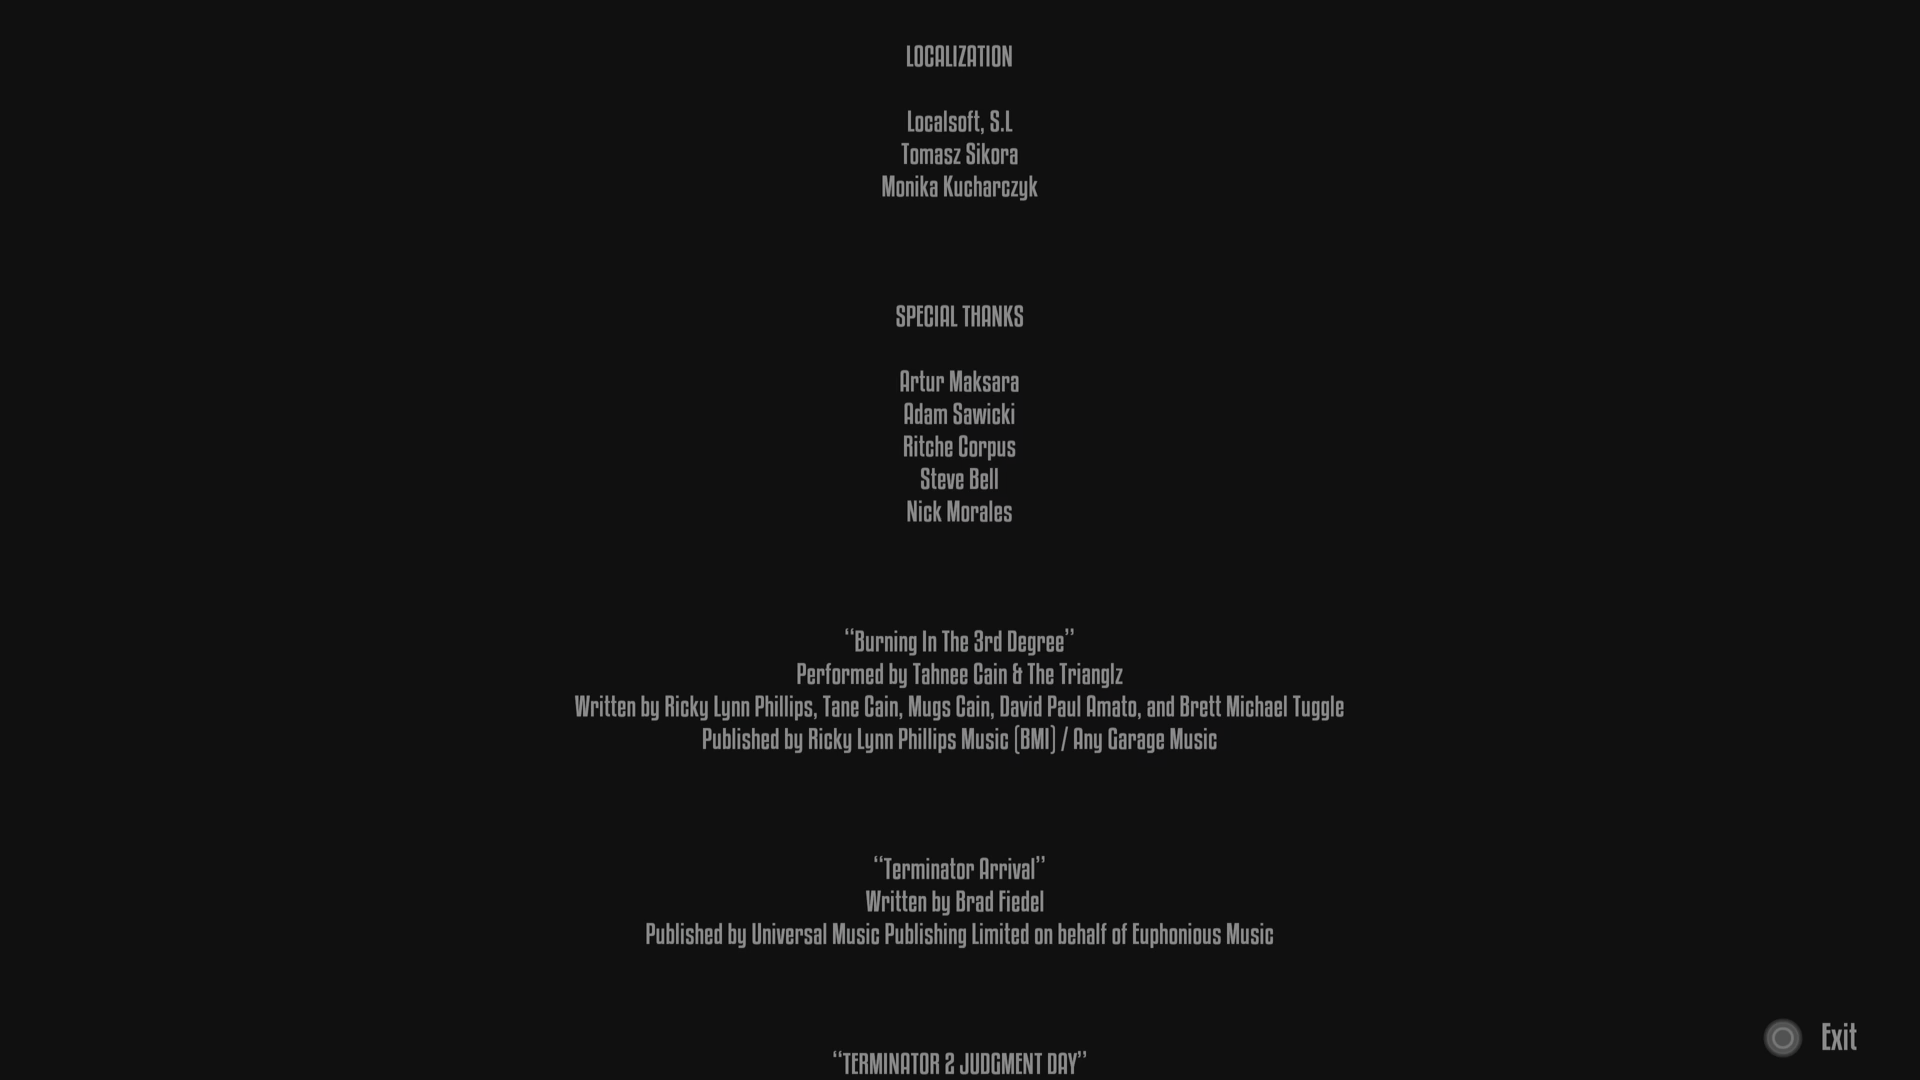 LOCALIZATION
Localsoft, S.L
Tomasz Sikora
Monika Kucharczyk
SPECIAL THANKS
Artur Maksara
Adam Sawicki
Ritche Corpus
Steve Bell
Nick Morales
“Burning In The 3rd Degree”
Performed by Tahnee Cain & The Trianglz
Written by Ricky Lynn Phillips, Tane Cain, Mugs Cain, David Paul Amato, and Brett Michael Tuggle
Published by Ricky Lynn Phillips Music (BMI) / Any Garage Music
“Terminator Arrival”
Written by Brad Fiedel
Published by Universal Music Publishing Limited on behalf of Euphonious Music
“TERMINATOR 2 JUDGMENT DAY”
Exit